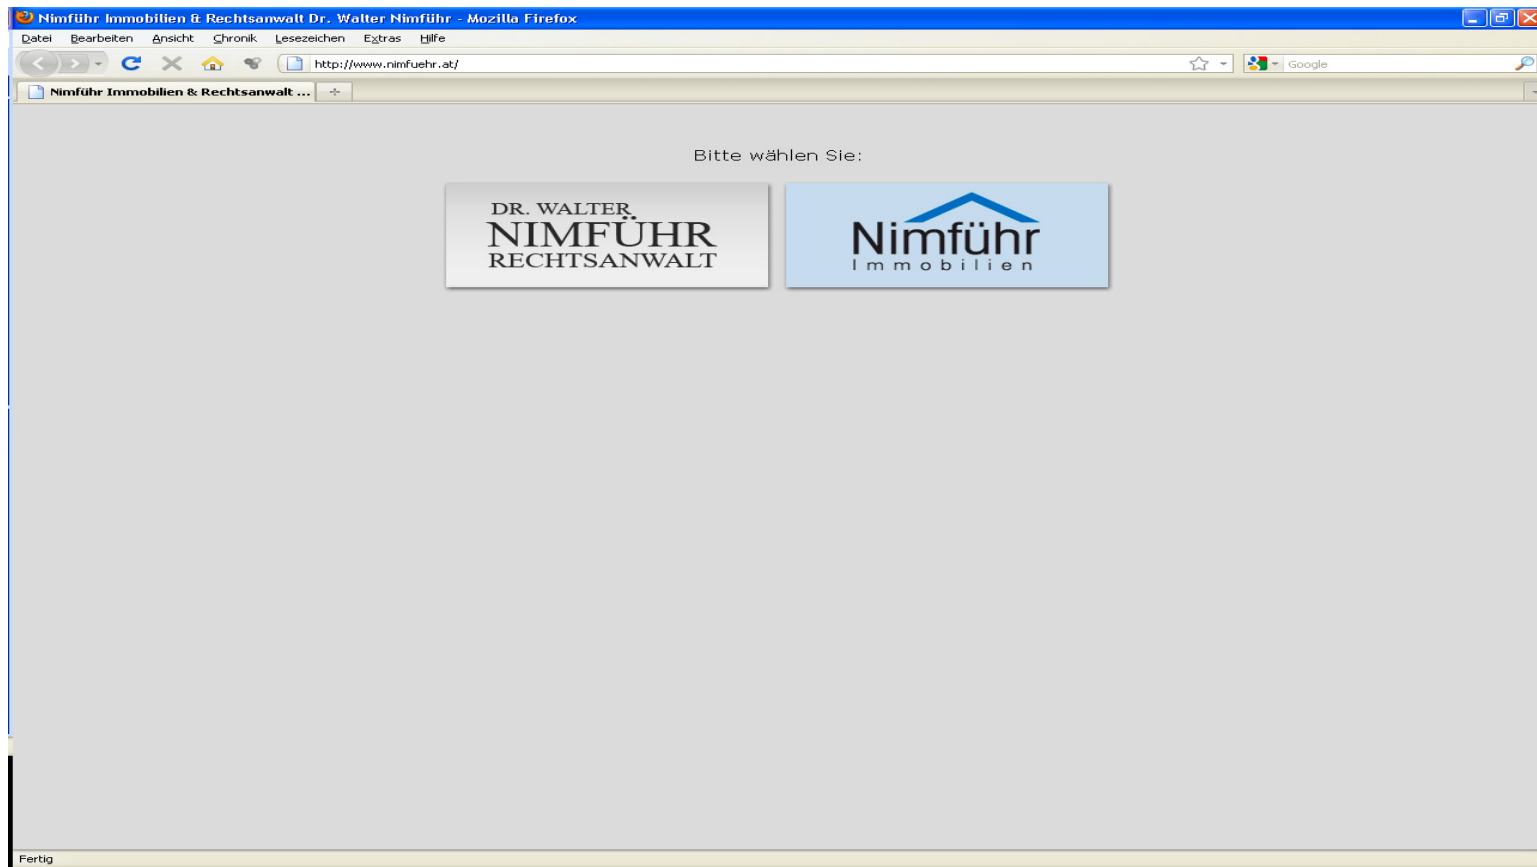 Nimführ Immobilien & Rechtsanwalt Dr. Walter Nimführ - Mozilla Firefox
Datei Bearbeiten Ansicht Chronik Lesezeichen Extras Hilfe
http://www.nimfuehr.at/ Google
Nimführ Immobilien & Rechtsanwalt ...
Bitte wählen Sie:
DR. WALTER
NIMFÜHR
RECHTSANWALT
Nimführ
Immobilien
Fertig